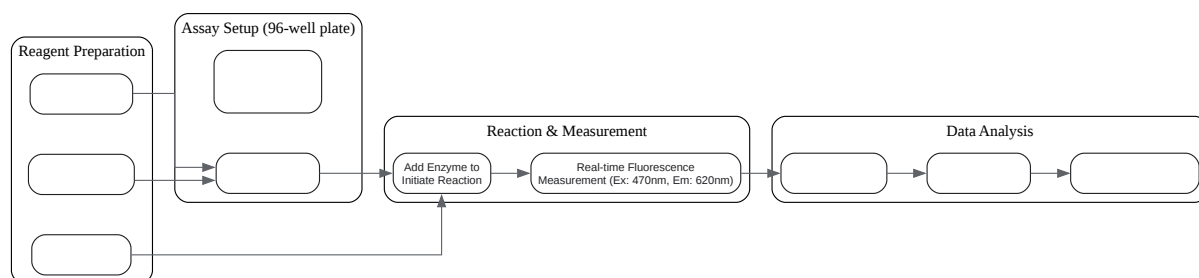 Assay Setup (96-well plate)
Reagent Preparation
Reaction & Measurement
Data Analysis
Add Enzyme to
Initiate Reaction
Real-time Fluorescence
Measurement (Ex: 470nm, Em: 620nm)